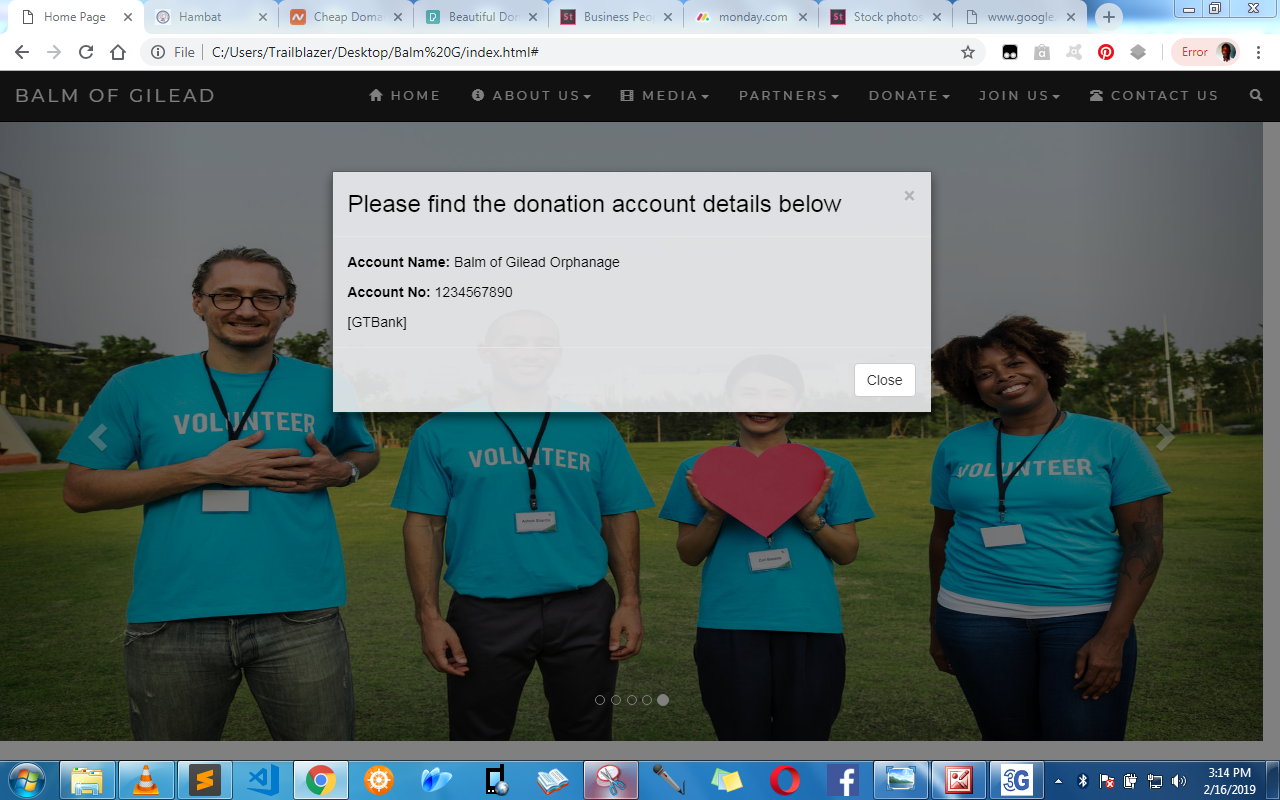 Home Page
Hambat
Cheap Doma
Beautiful Dom
Business Peop
monday.com
Stock photos
www.google.
File
C:/Users/Trailblazer/Desktop/Balm%20G/index.html#
Error
BALM OF GILEAD
HOME
ABOUT US
MEDIA
PARTNERS
DONATE
JOIN US
CONTACT US
Please find the donation account details below
×
Account Name: Balm of Gilead Orphanage
Account No: 1234567890
[GTBank]
Close
VOLUNTEER
VOLUNTEER
VOLUNTEER
3G
3:14 PM
2/16/2019